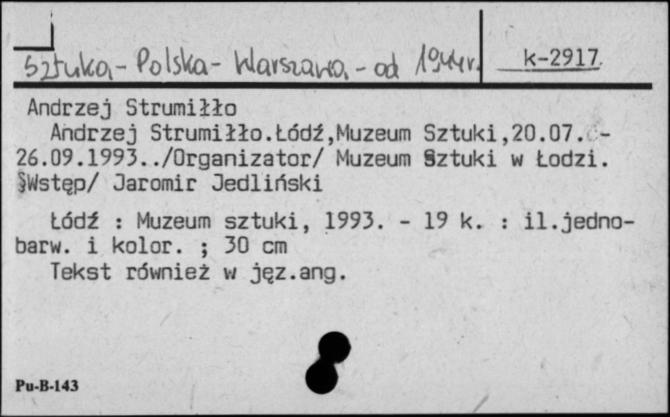 Sztuka - Polska - Warszawa - od 1944r.
k-2917.
Andrzej Strumiłło
Andrzej Strumiłło.Łódź,Muzeum Sztuki,20.07. -
26.09.1993../Organizator/ Muzeum Sztuki w Łodzi.
§Wstęp/ Jaromir Jedliński
Łódź : Muzeum sztuki, 1993. - 19 k. : il.jedno-
barw. i kolor. ; 30 cm
Tekst również w jęz.ang.
Pu-B-143